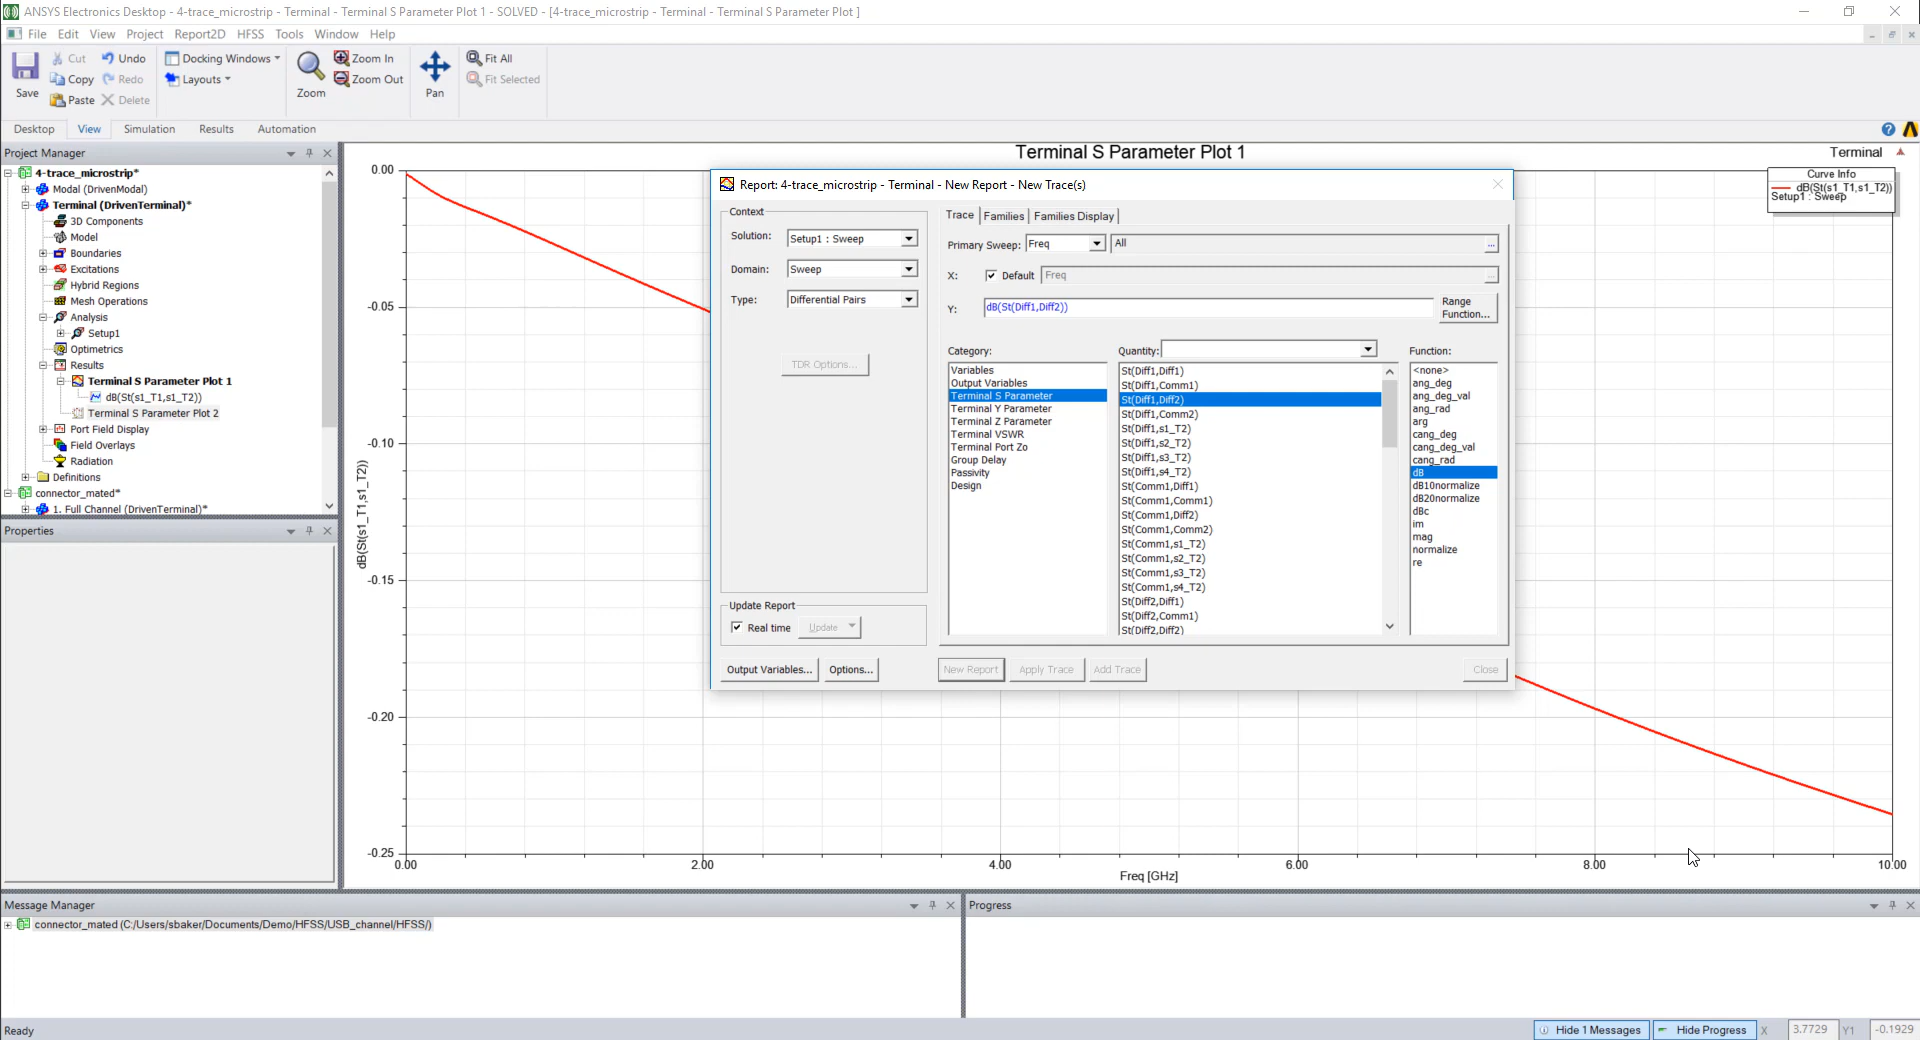 ANSYS Electronics Desktop - 4-trace_microstrip - Terminal - Terminal S Parameter Plot 1 - SOLVED - [4-trace_microstrip - Terminal - Terminal S Parameter Plot ]
File Edit View Project Report2D HFSS Tools Window Help
Save
Cut
Copy
Paste
Undo
Redo
Delete
Docking Windows
Layouts
Zoom
Zoom In
Zoom Out
Pan
Fit All
Fit Selected
Desktop View Simulation Results Automation
Project Manager
4-trace_microstrip*
Modal (DrivenModal)
Terminal (DrivenTerminal)*
3D Components
Model
Boundaries
Excitations
Hybrid Regions
Mesh Operations
Analysis
Setup1
Optimetrics
Results
Terminal S Parameter Plot 1
dB(St(s1_T1,s1_T2))
Terminal S Parameter Plot 2
Port Field Display
Field Overlays
Radiation
Definitions
connector_mated*
1. Full Channel (DrivenTerminal)*
Properties
Terminal S Parameter Plot 1
Terminal
Curve Info
dB(St(s1_T1,s1_T2))
Setup1 : Sweep
0.00
-0.05
-0.10
-0.15
-0.20
-0.25
dB(St(s1_T1,s1_T2))
0.00 2.00 4.00 6.00 8.00 10.00
Freq [GHz]
Report: 4-trace_microstrip - Terminal - New Report - New Trace(s)
Context
Solution: Setup1 : Sweep
Domain: Sweep
Type: Differential Pairs
TDR Options...
Update Report
Real time Update
Output Variables... Options...
Trace Families Families Display
Primary Sweep: Freq All ...
X: Default Freq ...
Y: dB(St(Diff1,Diff2))
Range Function...
Category:
Variables
Output Variables
Terminal S Parameter
Terminal Y Parameter
Terminal Z Parameter
Terminal VSWR
Terminal Port Zo
Group Delay
Passivity
Design
Quantity:
St(Diff1,Diff1)
St(Diff1,Comm1)
St(Diff1,Diff2)
St(Diff1,Comm2)
St(Diff1,s1_T2)
St(Diff1,s2_T2)
St(Diff1,s3_T2)
St(Diff1,s4_T2)
St(Comm1,Diff1)
St(Comm1,Comm1)
St(Comm1,Diff2)
St(Comm1,Comm2)
St(Comm1,s1_T2)
St(Comm1,s2_T2)
St(Comm1,s3_T2)
St(Comm1,s4_T2)
St(Diff2,Diff1)
St(Diff2,Comm1)
St(Diff2,Diff2)
Function:
<none>
ang_deg
ang_deg_val
ang_rad
arg
cang_deg
cang_deg_val
cang_rad
dB
dB10normalize
dB20normalize
dBc
im
mag
normalize
re
New Report Apply Trace Add Trace Close
Message Manager
connector_mated (C:/Users/sbaker/Documents/Demo/HFSS/USB_channel/HFSS/)
Progress
Ready
Hide 1 Messages Hide Progress X 3.7729 Y1 -0.1929